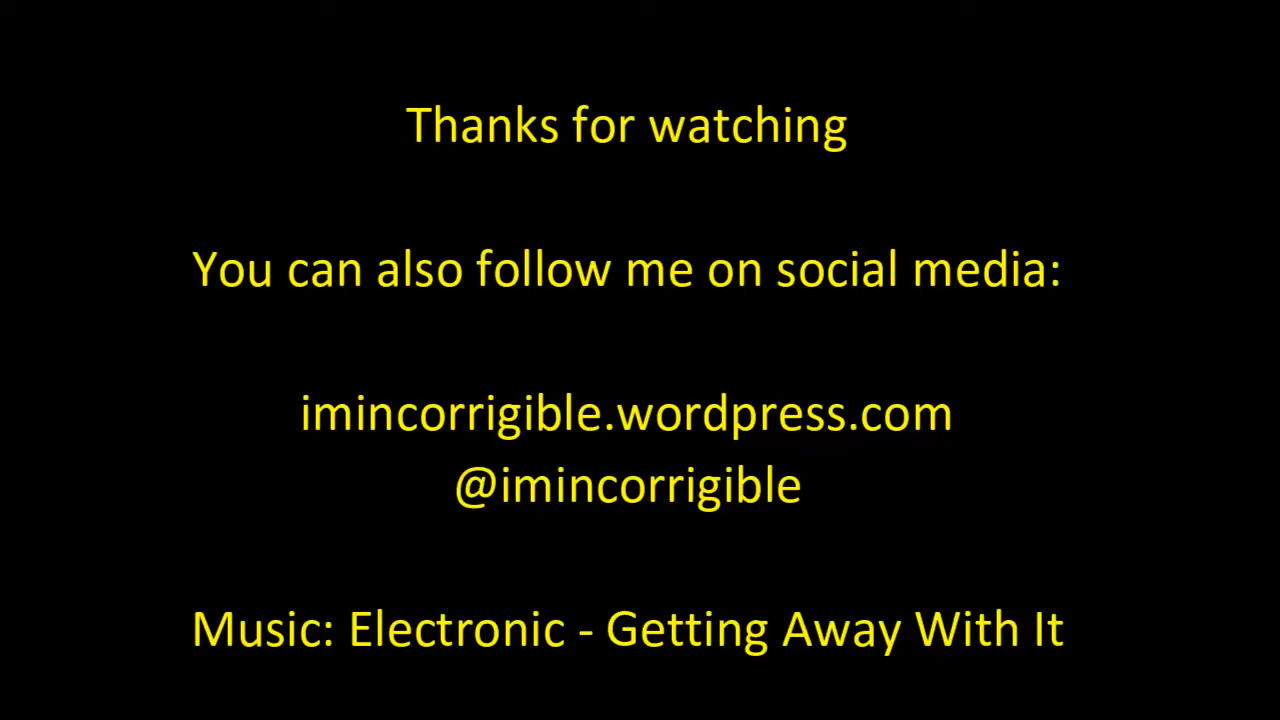 Thanks for watching
You can also follow me on social media:
imincorrigible.wordpress.com
@imincorrigible
Music: Electronic - Getting Away With It